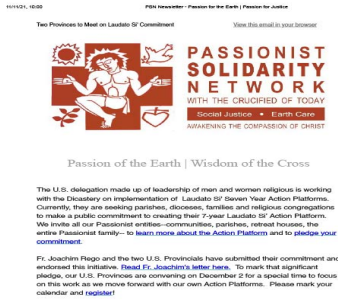 11/11/21, 10:00
PSN Newsletter - Passion for the Earth | Passion for Justice
Two Provinces to Meet on Laudato Si' Commitment
View this email in your browser
PASSIONIST
SOLIDARITY
NETWORK
WITH THE CRUCIFIED OF TODAY
Social Justice • Earth Care
AWAKENING THE COMPASSION OF CHRIST
Passion of the Earth | Wisdom of the Cross
The U.S. delegation made up of leadership of men and women religious is working
with the Dicastery on implementation of Laudato Si' Seven Year Action Platforms.
Currently, they are seeking parishes, dioceses, families and religious congregations
to make a public commitment to creating their 7-year Laudato Si' Action Platform.
We invite all our Passionist entities--communities, parishes, retreat houses, the
entire Passionist family-- to learn more about the Action Platform and to pledge your
commitment.
Fr. Joachim Rego and the two U.S. Provincials have submitted their commitment and
endorsed this initiative. Read Fr. Joachim's letter here. To mark that significant
pledge, our U.S. Provinces are convening on December 2 for a special time to focus
on this work as we move forward with our own Action Platforms. Please mark your
calendar and register!